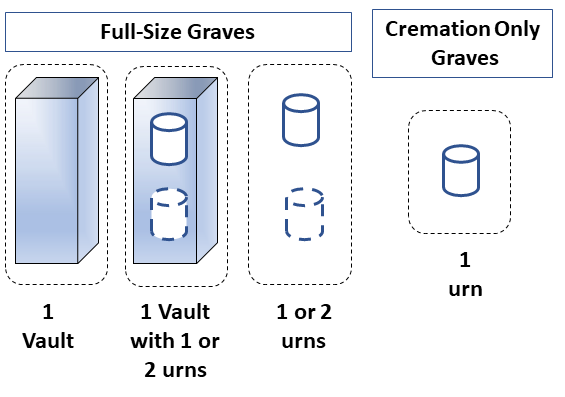 Full-Size Graves
Cremation Only
Graves
1
Vault
1 Vault
with 1 or
2 urns
1 or 2
urns
1
urn